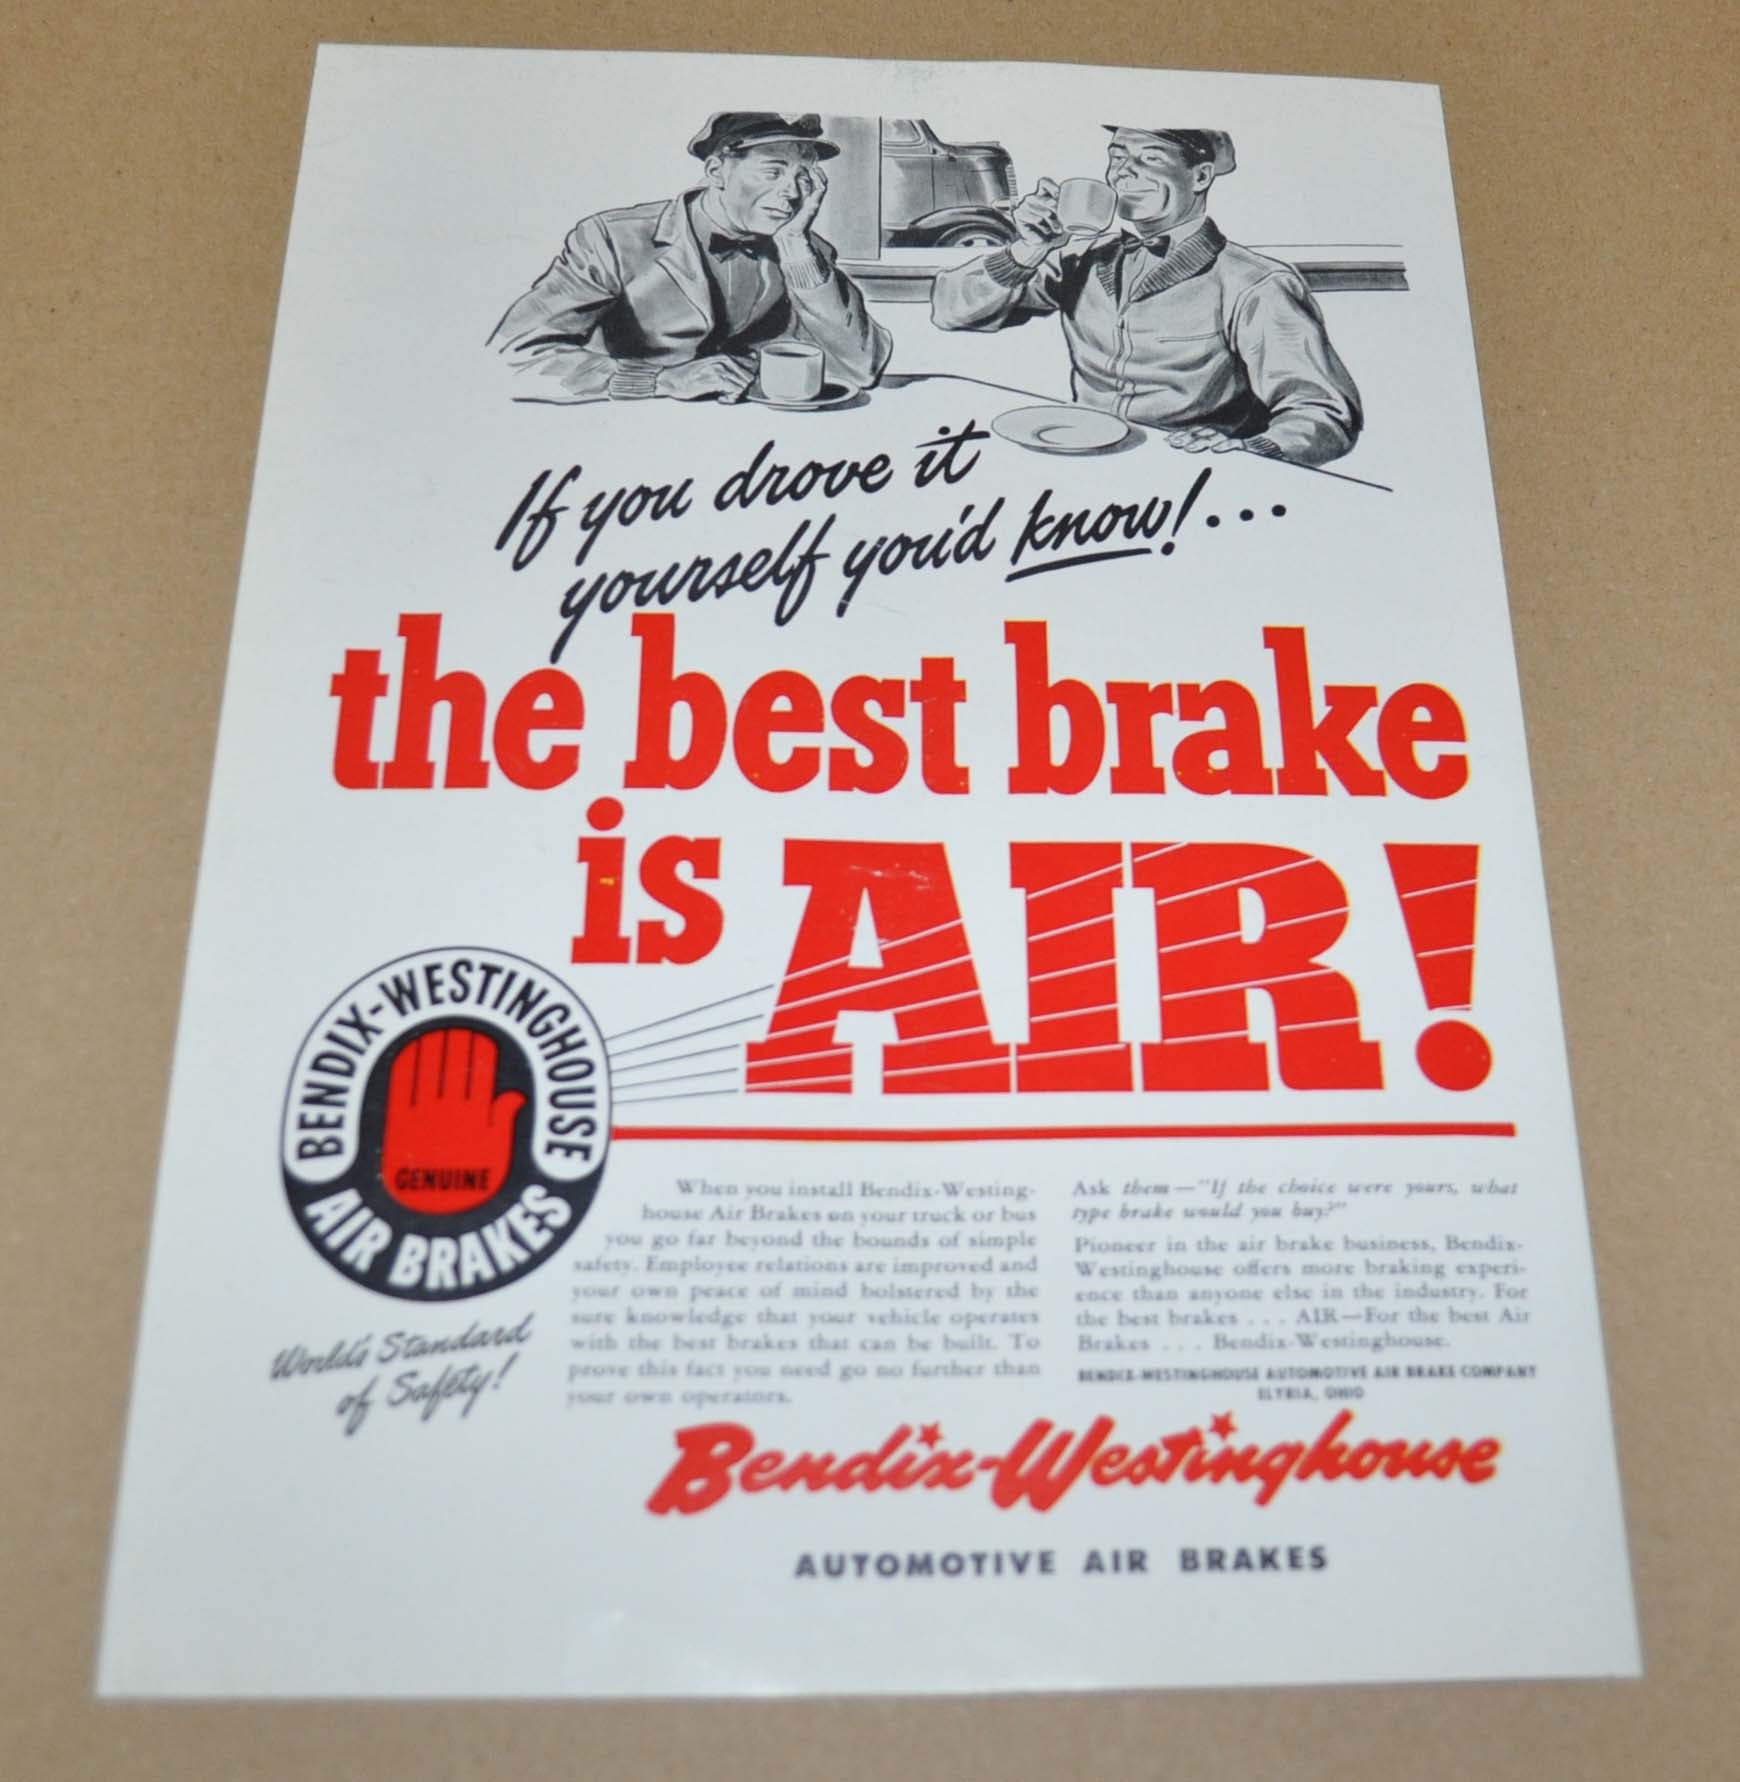 If you drove it
yourself you'd know!...
the best brake
is AIR!
BENDIX-WESTINGHOUSE
GENUINE
AIR BRAKES
World's Standard
of Safety!
When you install Bendix-Westing-
house Air Brakes on your truck or bus
you go far beyond the bounds of simple
safety. Employee relations are improved and
your own peace of mind bolstered by the
sure knowledge that your vehicle operates
with the best brakes that can be built. To
prove this fact you need go no further than
your own operators.
Ask them—"If the choice were yours, what
type brake would you buy?"
Pioneer in the air brake business, Bendix-
Westinghouse offers more braking experi-
ence than anyone else in the industry. For
the best brakes . . . AIR—For the best Air
Brakes . . . Bendix-Westinghouse.
BENDIX-WESTINGHOUSE AUTOMOTIVE AIR BRAKE COMPANY
ELYRIA, OHIO
Bendix-Westinghouse
AUTOMOTIVE AIR BRAKES